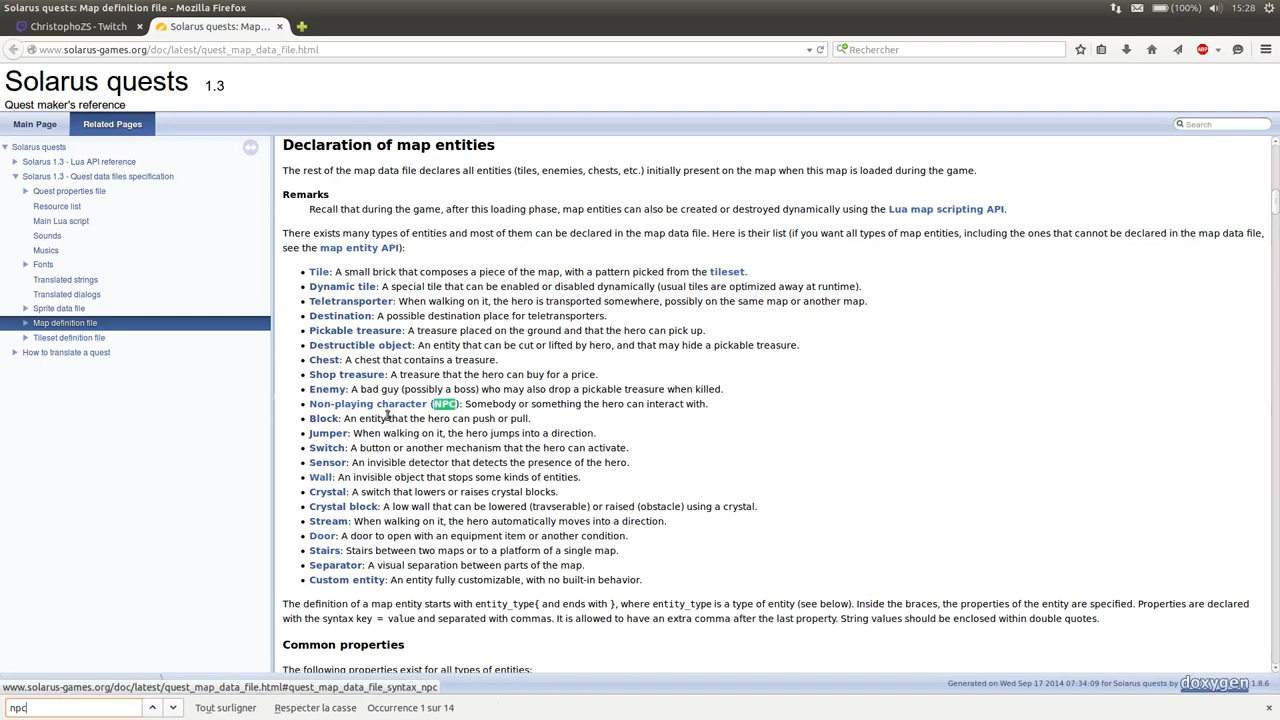 Solarus quests: Map definition file - Mozilla Firefox
(100%) 15:28
ChristophoZS - Twitch
Solarus quests: Map...
www.solarus-games.org/doc/latest/quest_map_data_file.html
Rechercher
ABP
Solarus quests 1.3
Quest maker's reference
Main Page
Related Pages
Search
Solarus quests
Solarus 1.3 - Lua API reference
Solarus 1.3 - Quest data files specification
Quest properties file
Resource list
Main Lua script
Sounds
Musics
Fonts
Translated strings
Translated dialogs
Sprite data file
Map definition file
Tileset definition file
How to translate a quest
Declaration of map entities
The rest of the map data file declares all entities (tiles, enemies, chests, etc.) initially present on the map when this map is loaded during the game.
Remarks
Recall that during the game, after this loading phase, map entities can also be created or destroyed dynamically using the Lua map scripting API.
There exists many types of entities and most of them can be declared in the map data file. Here is their list (if you want all types of map entities, including the ones that cannot be declared in the map data file,
see the map entity API):
• Tile: A small brick that composes a piece of the map, with a pattern picked from the tileset.
• Dynamic tile: A special tile that can be enabled or disabled dynamically (usual tiles are optimized away at runtime).
• Teletransporter: When walking on it, the hero is transported somewhere, possibly on the same map or another map.
• Destination: A possible destination place for teletransporters.
• Pickable treasure: A treasure placed on the ground and that the hero can pick up.
• Destructible object: An entity that can be cut or lifted by hero, and that may hide a pickable treasure.
• Chest: A chest that contains a treasure.
• Shop treasure: A treasure that the hero can buy for a price.
• Enemy: A bad guy (possibly a boss) who may also drop a pickable treasure when killed.
• Non-playing character (NPC): Somebody or something the hero can interact with.
• Block: An entity that the hero can push or pull.
• Jumper: When walking on it, the hero jumps into a direction.
• Switch: A button or another mechanism that the hero can activate.
• Sensor: An invisible detector that detects the presence of the hero.
• Wall: An invisible object that stops some kinds of entities.
• Crystal: A switch that lowers or raises crystal blocks.
• Crystal block: A low wall that can be lowered (travserable) or raised (obstacle) using a crystal.
• Stream: When walking on it, the hero automatically moves into a direction.
• Door: A door to open with an equipment item or another condition.
• Stairs: Stairs between two maps or to a platform of a single map.
• Separator: A visual separation between parts of the map.
• Custom entity: An entity fully customizable, with no built-in behavior.
The definition of a map entity starts with entity_type{ and ends with }, where entity_type is a type of entity (see below). Inside the braces, the properties of the entity are specified. Properties are declared
with the syntax key = value and separated with commas. It is allowed to have an extra comma after the last property. String values should be enclosed within double quotes.
Common properties
The following properties exist for all types of entities:
www.solarus-games.org/doc/latest/quest_map_data_file.html#quest_map_data_file_syntax_npc
Generated on Wed Sep 17 2014 07:34:09 for Solarus quests by doxygen 1.8.6
npc
Tout surligner
Respecter la casse
Occurrence 1 sur 14